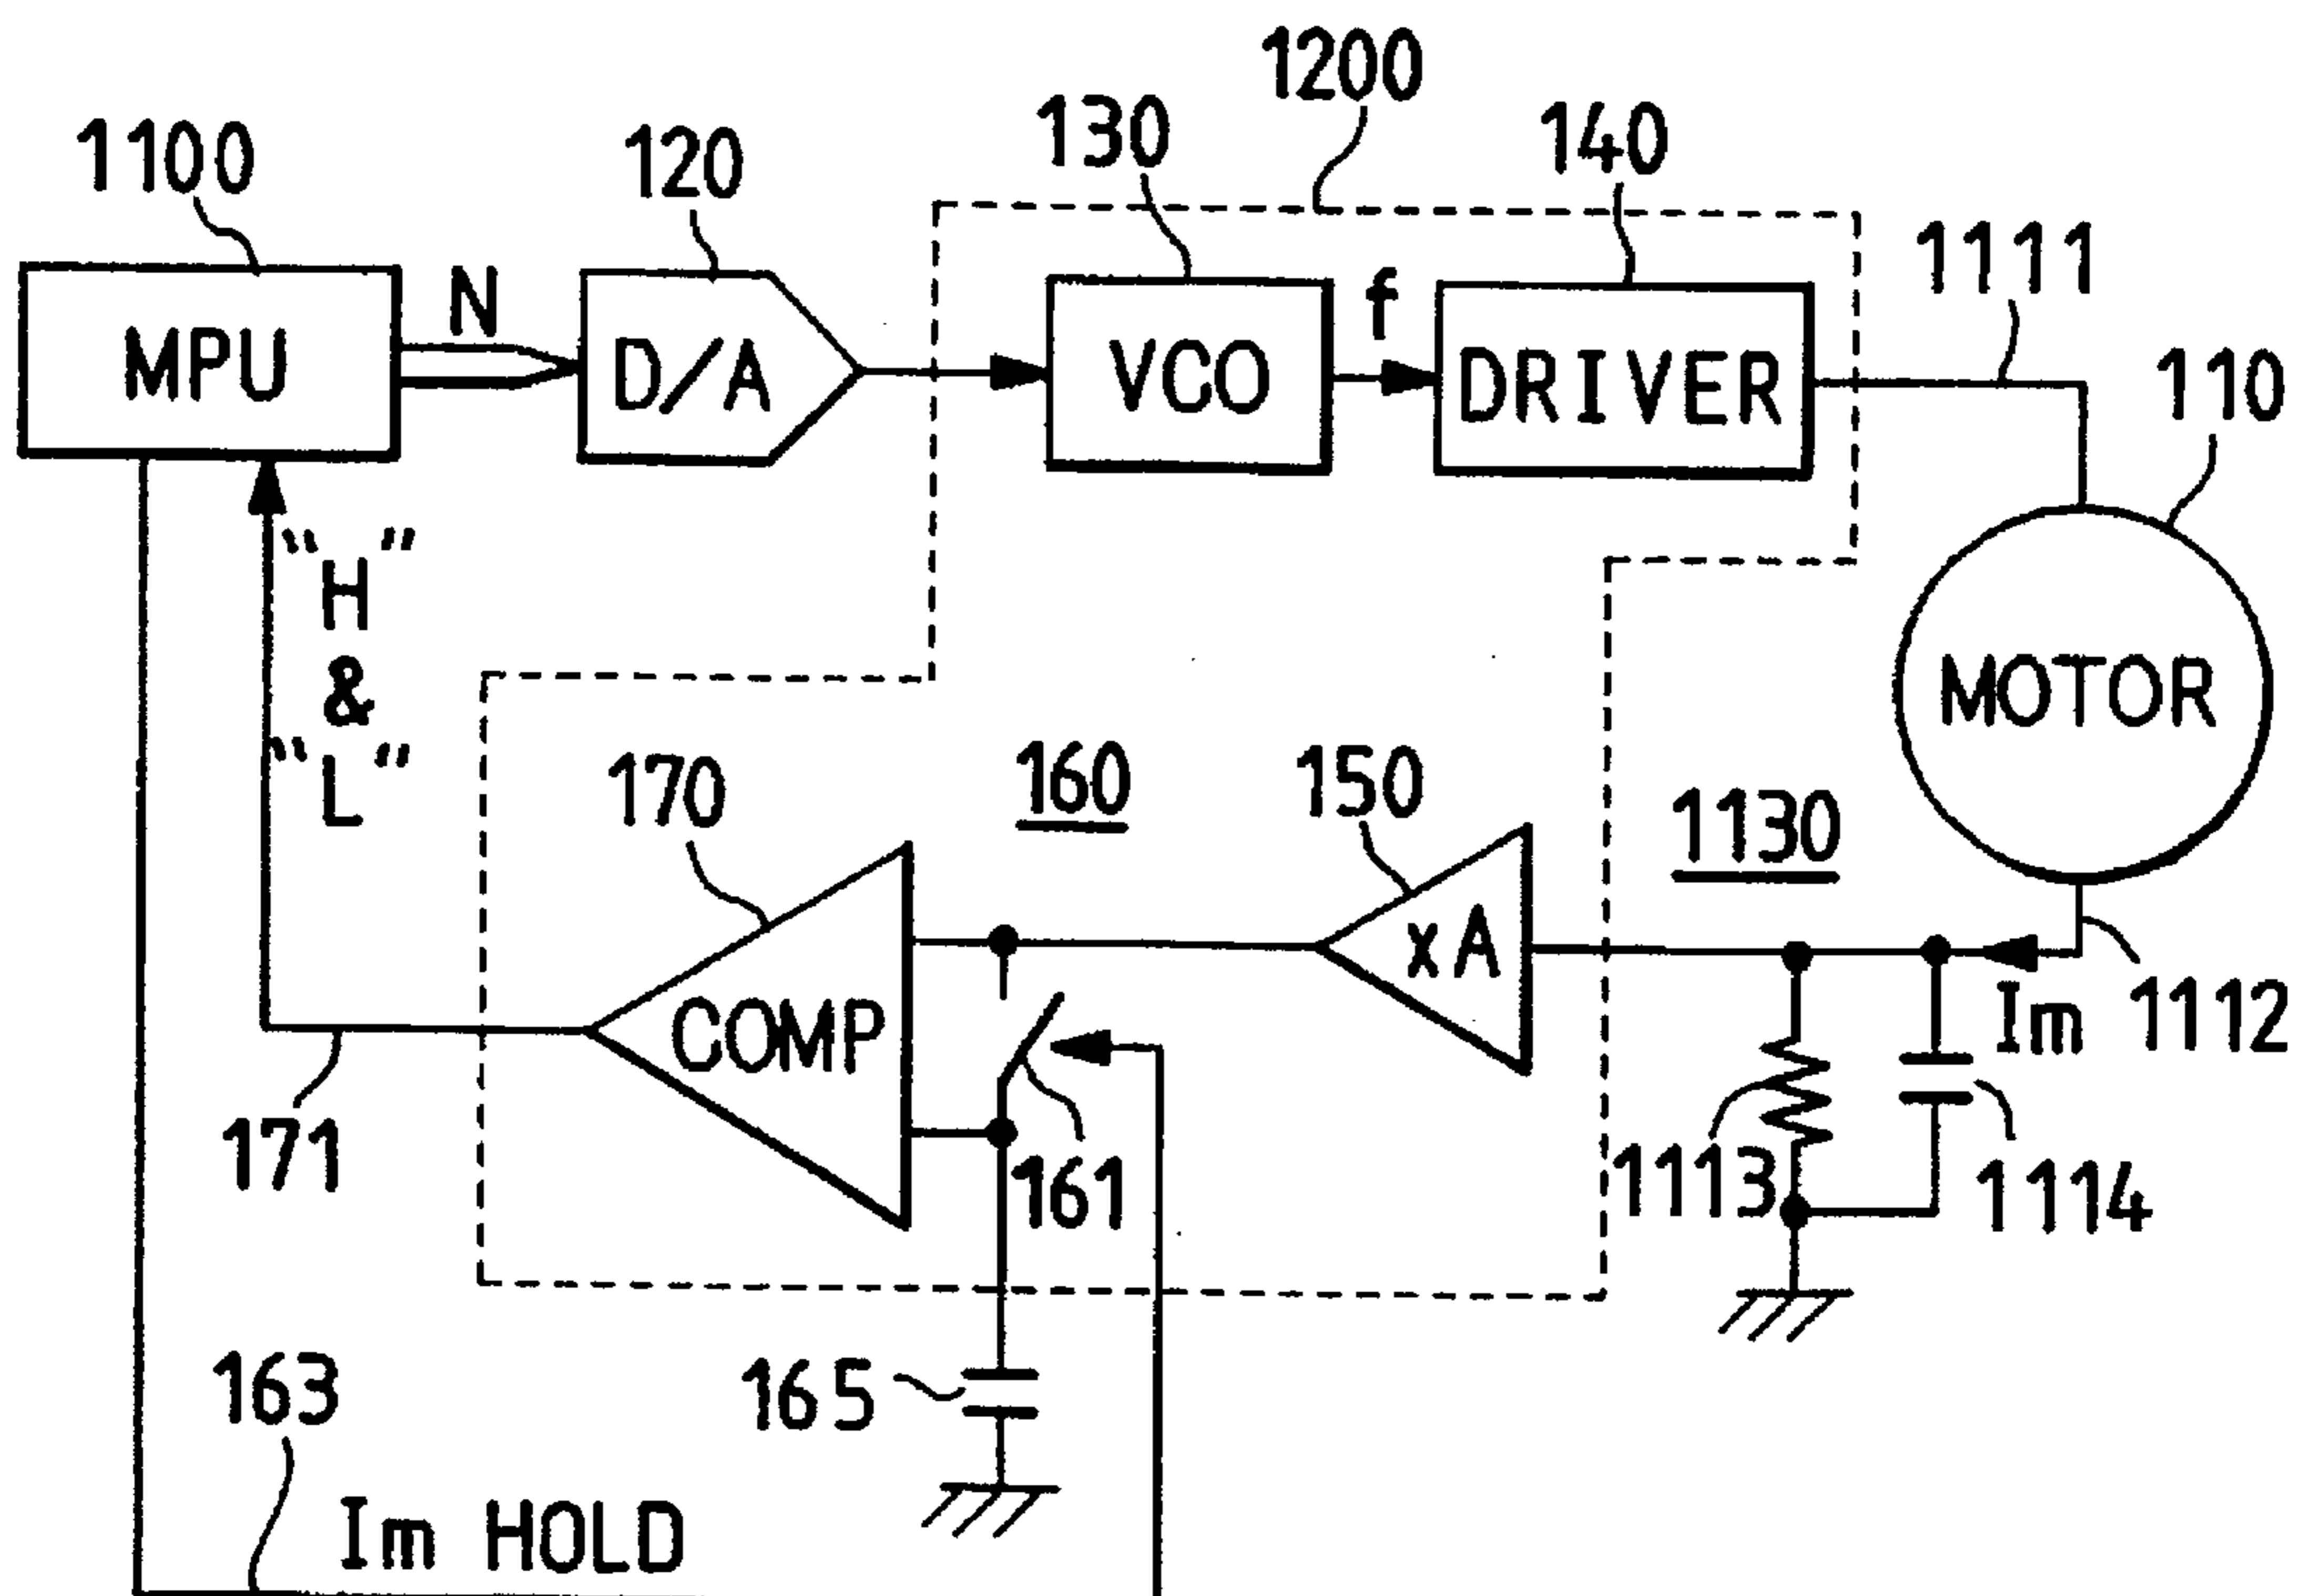 1200
130
140
1100
120
1111
N
f
110
MPU
D/A
VCO
DRIVER
“H”
&
“L”
MOTOR
170
160
150
1130
xA
COMP
Im
1112
171
161
1113
1114
163
165
Im HOLD